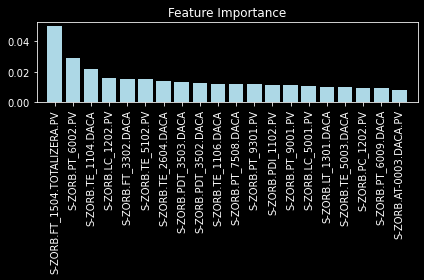 Feature Importance
0.04
0.02
0.00
S-ZORB.FT_1504.TOTALIZERA.PV
S-ZORB.PT_6002.PV
S-ZORB.TE_1104.DACA
S-ZORB.LC_1202.PV
S-ZORB.FT_3302.DACA
S-ZORB.TE_5102.PV
S-ZORB.TE_2604.DACA
S-ZORB.PDT_3503.DACA
S-ZORB.PDT_3502.DACA
S-ZORB.TE_1106.DACA
S-ZORB.PT_7508.DACA
S-ZORB.PT_9301.PV
S-ZORB.PDI_1102.PV
S-ZORB.PT_9001.PV
S-ZORB.LC_5001.PV
S-ZORB.LT_1301.DACA
S-ZORB.TE_5003.DACA
S-ZORB.PC_1202.PV
S-ZORB.PT_6009.DACA
S-ZORB.AT-0003.DACA.PV